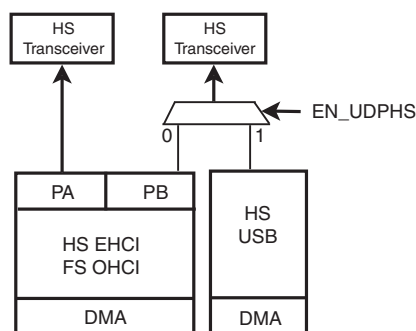 HS
Transceiver
HS
Transceiver
EN_UDPHS
0
1
PA
PB
HS EHCI
FS OHCI
DMA
HS
USB
DMA